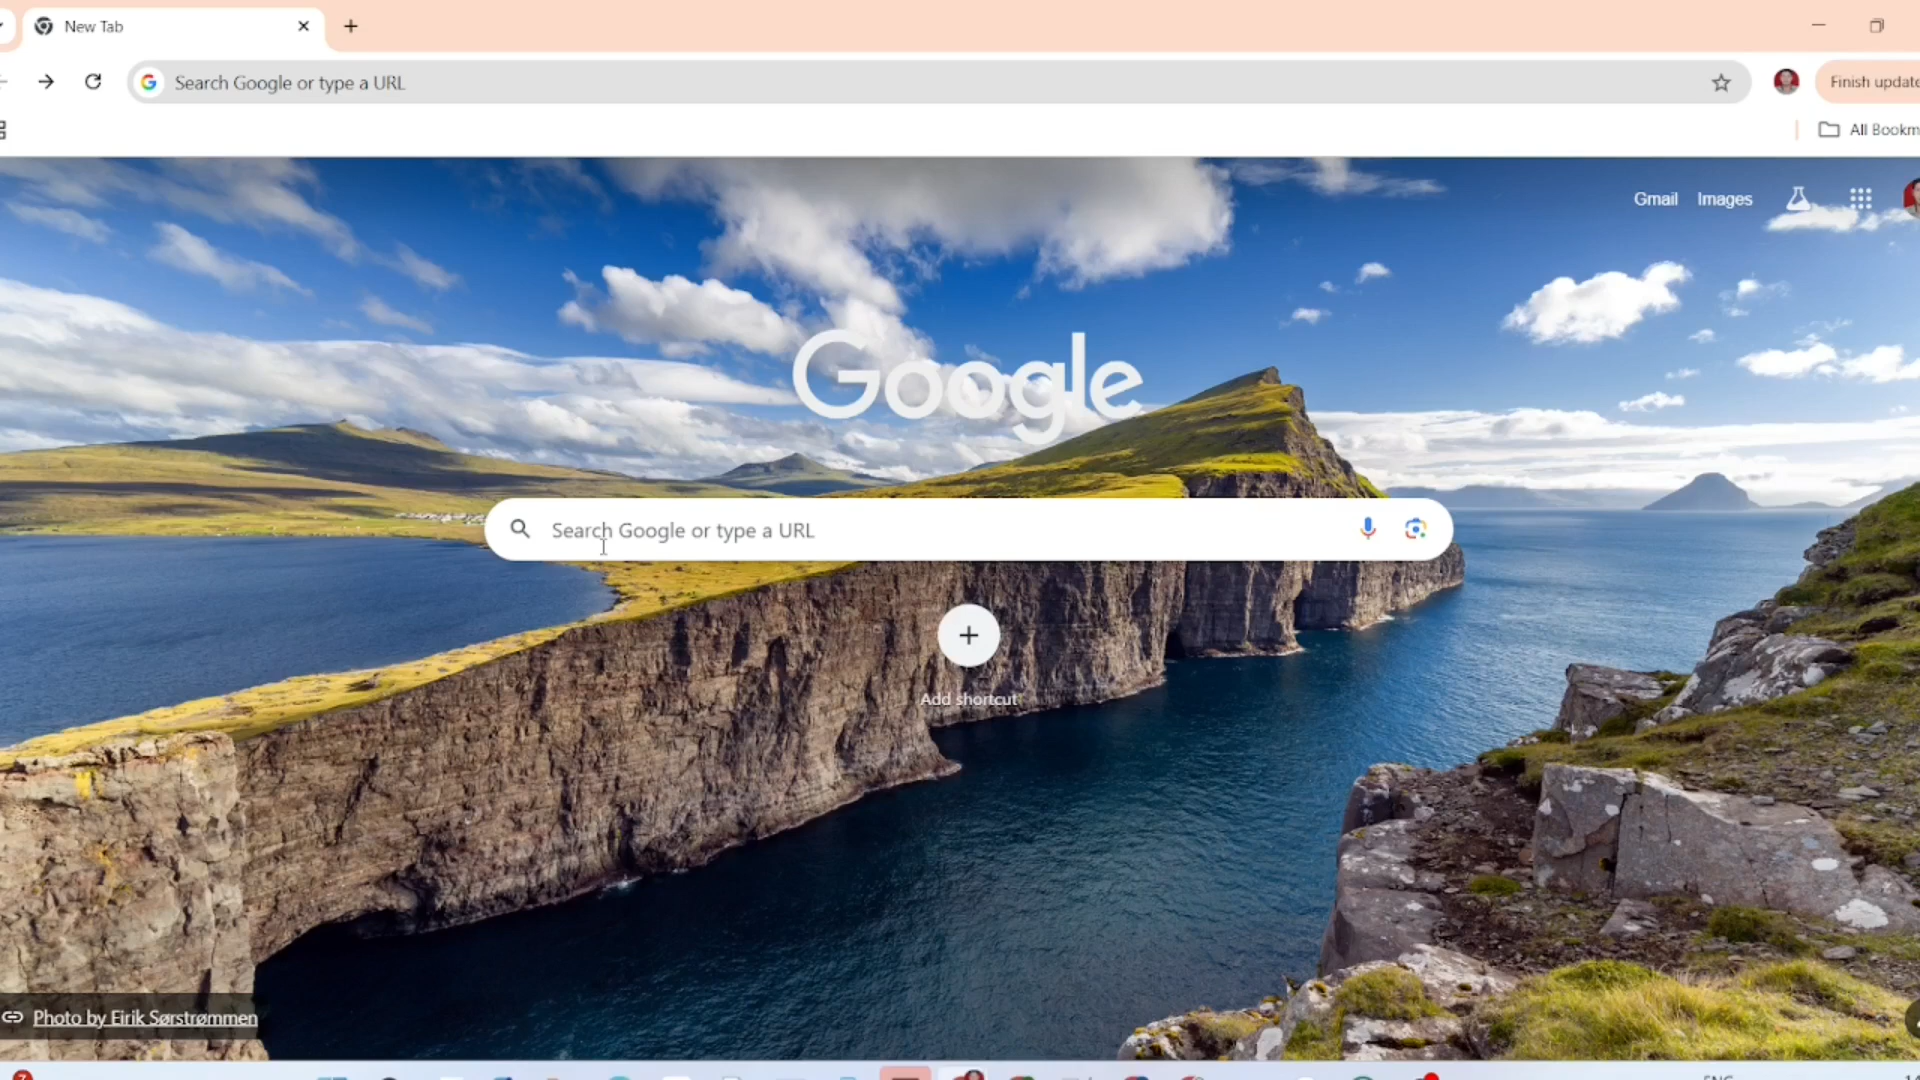 New Tab
Search Google or type a URL
Finish update
All Bookm
Gmail Images
Google
Search Google or type a URL
Add shortcut
Photo by Eirik Sørstrømmen